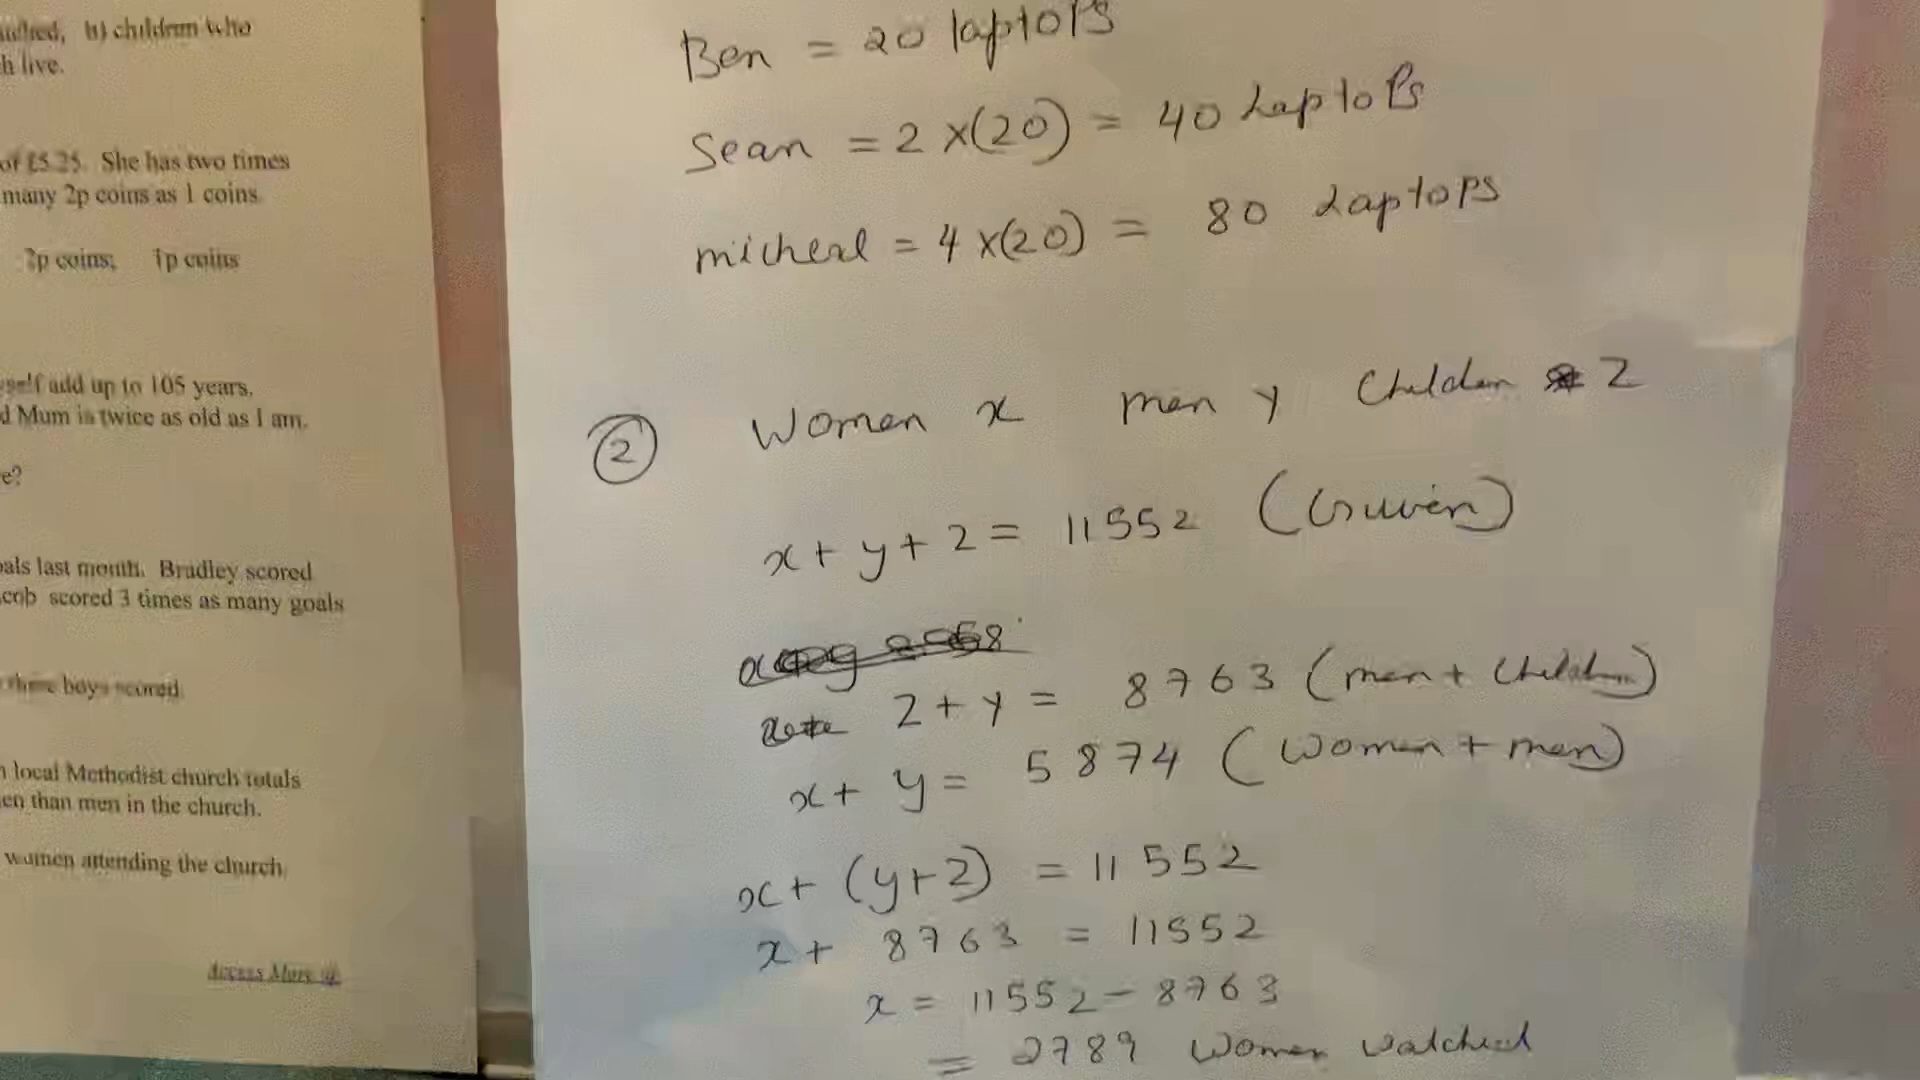 b) children who
h live.
of £5.25. She has two times
many 2p coins as 1 coins
2p coins; 1p coins
self add up to 105 years.
d Mum is twice as old as I am.
e?
als last month. Bradley scored
cob scored 3 times as many goals
three boys scored
local Methodist church totals
en than men in the church.
women attending the church
Access More
Ben = 20 laptops
Sean = 2 x(20) = 40 Laptops
micheal = 4 x(20) = 80 Laptops
② Women x men y Children z
x + y + z = 11552 (Given)
z + y = 8763 (men + Children)
x + y = 5874 (Women + men)
x + (y+z) = 11552
x + 8763 = 11552
x = 11552 - 8763
= 2789 Women watched